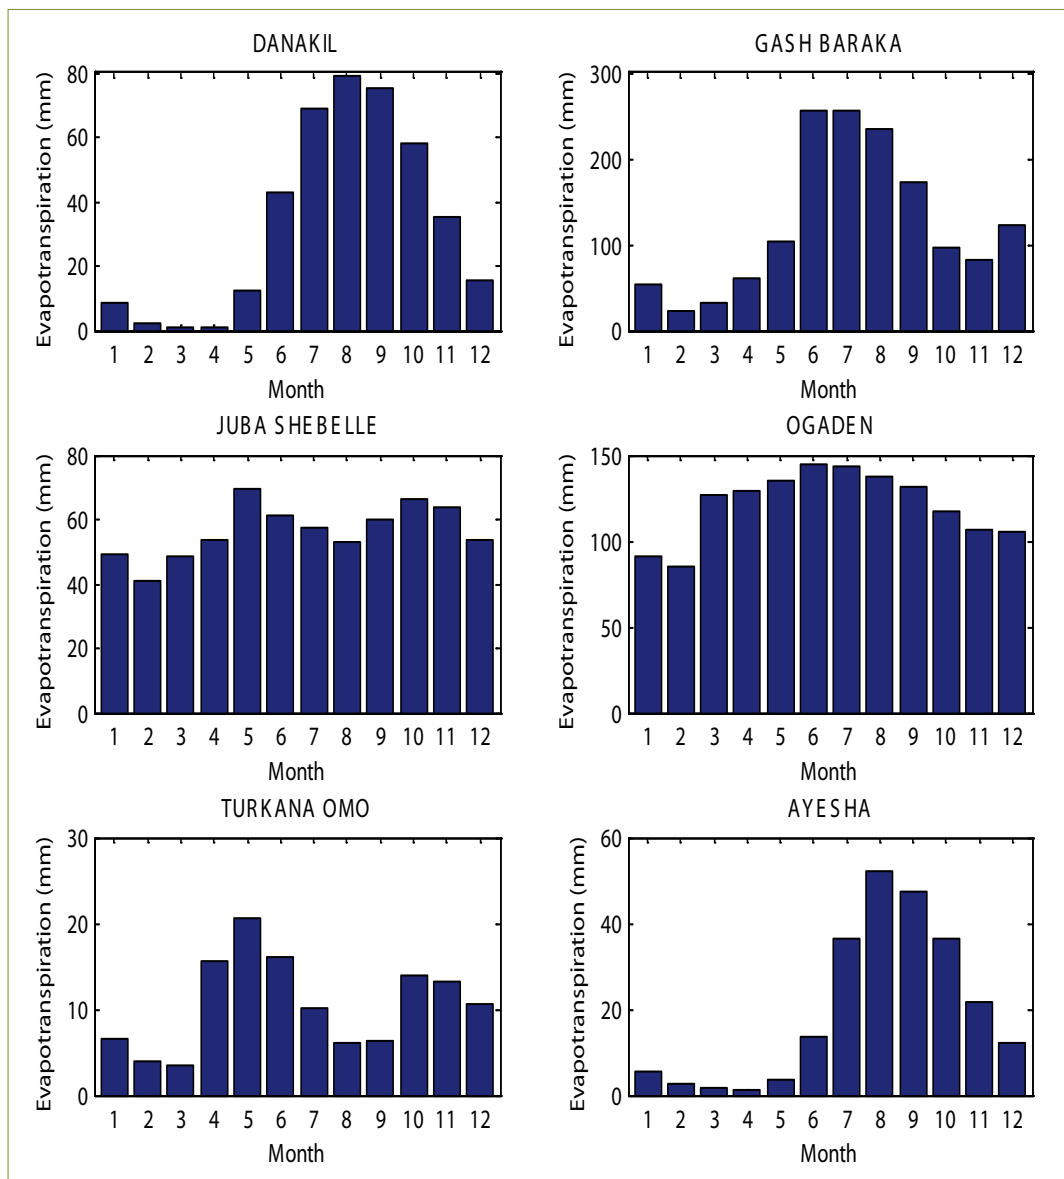 DANAKIL
Evapotranspiration (mm)
80
60
40
20
0
1 2 3 4 5 6 7 8 9 10 11 12
Month
GASH BARAKA
Evapotranspiration (mm)
300
200
100
0
1 2 3 4 5 6 7 8 9 10 11 12
Month
JUBA SHEBELLE
Evapotranspiration (mm)
80
60
40
20
0
1 2 3 4 5 6 7 8 9 10 11 12
Month
OGADEN
Evapotranspiration (mm)
150
100
50
0
1 2 3 4 5 6 7 8 9 10 11 12
Month
TURKANA OMO
Evapotranspiration (mm)
30
20
10
0
1 2 3 4 5 6 7 8 9 10 11 12
Month
AYESHA
Evapotranspiration (mm)
60
40
20
0
1 2 3 4 5 6 7 8 9 10 11 12
Month